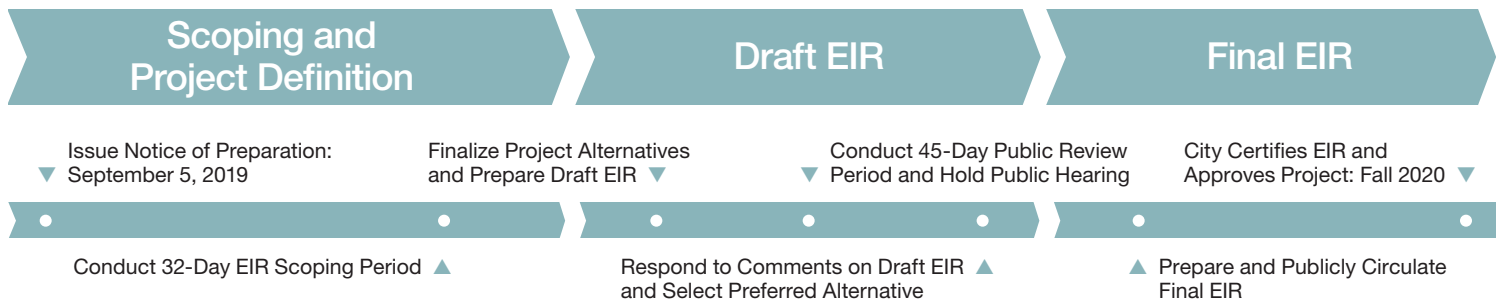 Scoping and
Project Definition
Draft EIR
Final EIR
Issue Notice of Preparation:
September 5, 2019
Finalize Project Alternatives
and Prepare Draft EIR
Conduct 45-Day Public Review
Period and Hold Public Hearing
City Certifies EIR and
Approves Project: Fall 2020
Conduct 32-Day EIR Scoping Period
Respond to Comments on Draft EIR
and Select Preferred Alternative
Prepare and Publicly Circulate
Final EIR